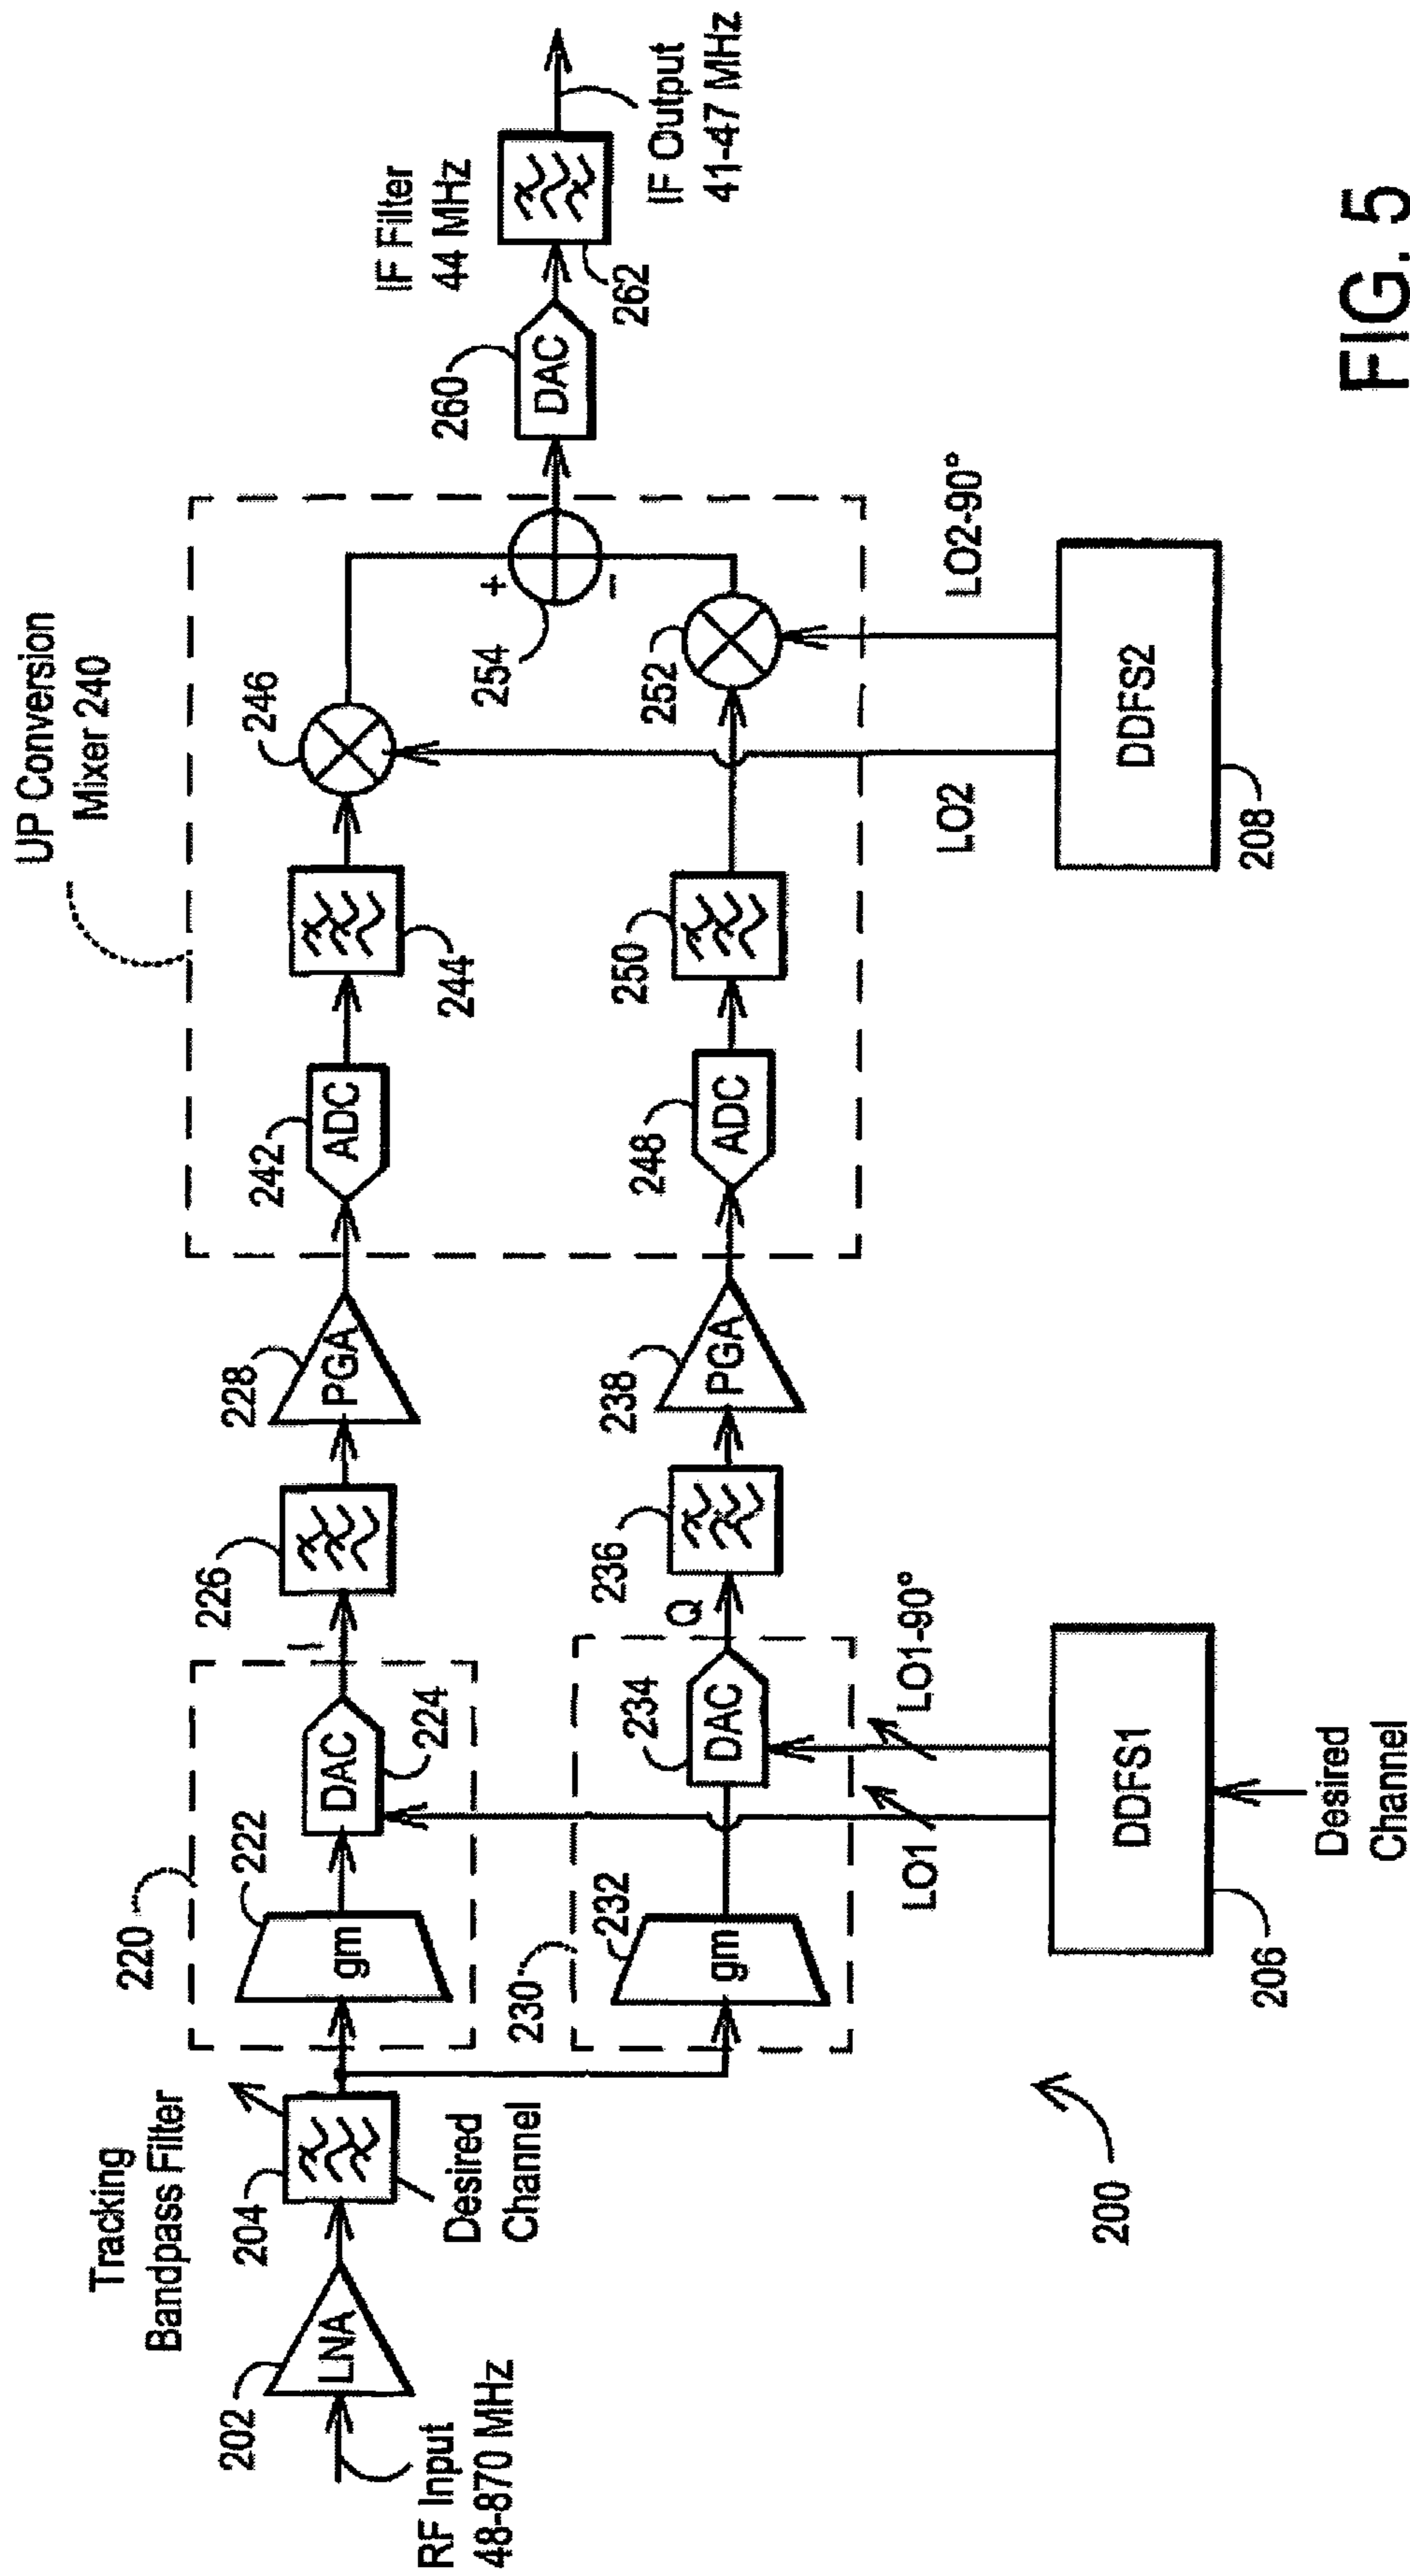 UP Conversion
Mixer 240
Tracking
Bandpass Filter
204
Desired
Channel
202
LNA
RF Input
48-870 MHz
220
222
gm
DAC
224
I
226
228
PGA
242
ADC
244
246
254
+
−
260
DAC
IF Filter
44 MHz
262
IF Output
41-47 MHz
230
232
gm
234
DAC
Q
236
238
PGA
248
ADC
250
252
LO1
LO1-90°
LO2
LO2-90°
DDFS1
206
Desired
Channel
DDFS2
208
200
FIG. 5